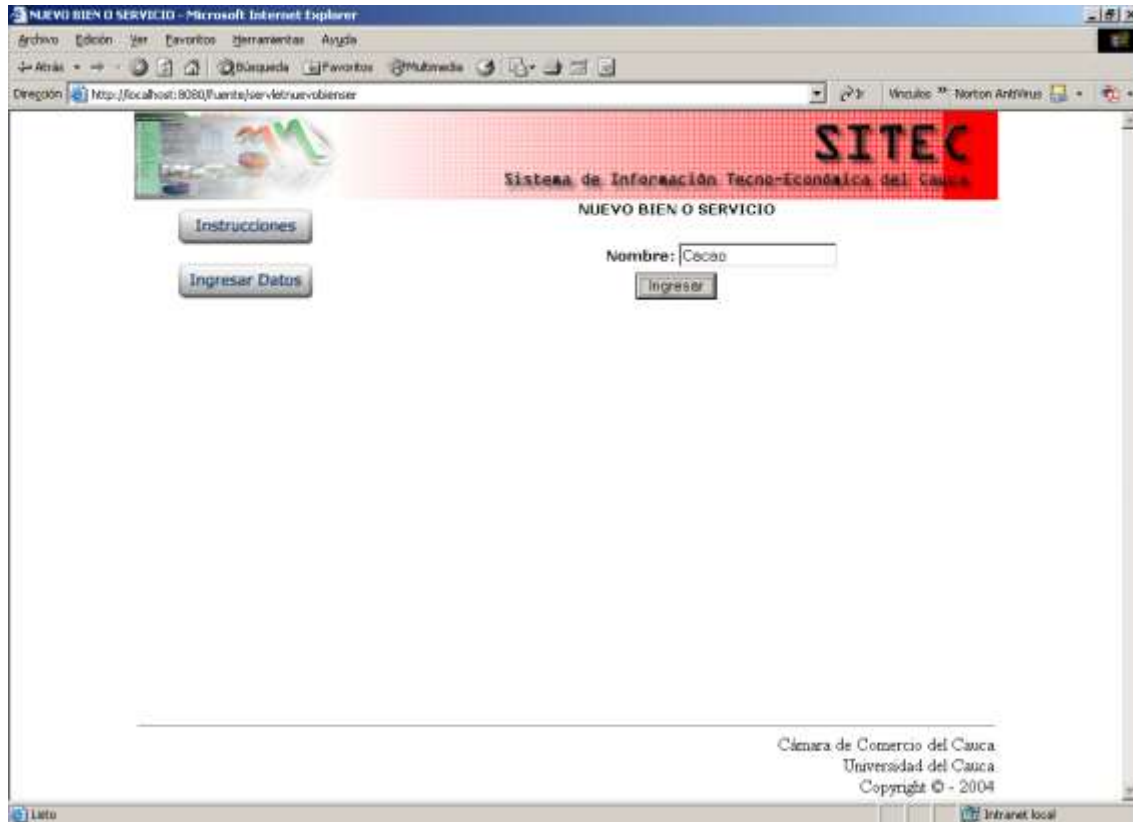 NUEVO BIEN O SERVICIO - Microsoft Internet Explorer
Archivo Edición Ver Favoritos Herramientas Ayuda
Atrás Búsqueda Favoritos Multimedia
Dirección http://localhost:8080/Fuente/servletnuevobienser Ir Vínculos » Norton AntiVirus
SITEC
Sistema de Información Tecno-Económica del Cauca
NUEVO BIEN O SERVICIO
Instrucciones
Nombre: Cacao
Ingresar Datos
Ingresar
Cámara de Comercio del Cauca
Universidad del Cauca
Copyright © - 2004
Listo Intranet local